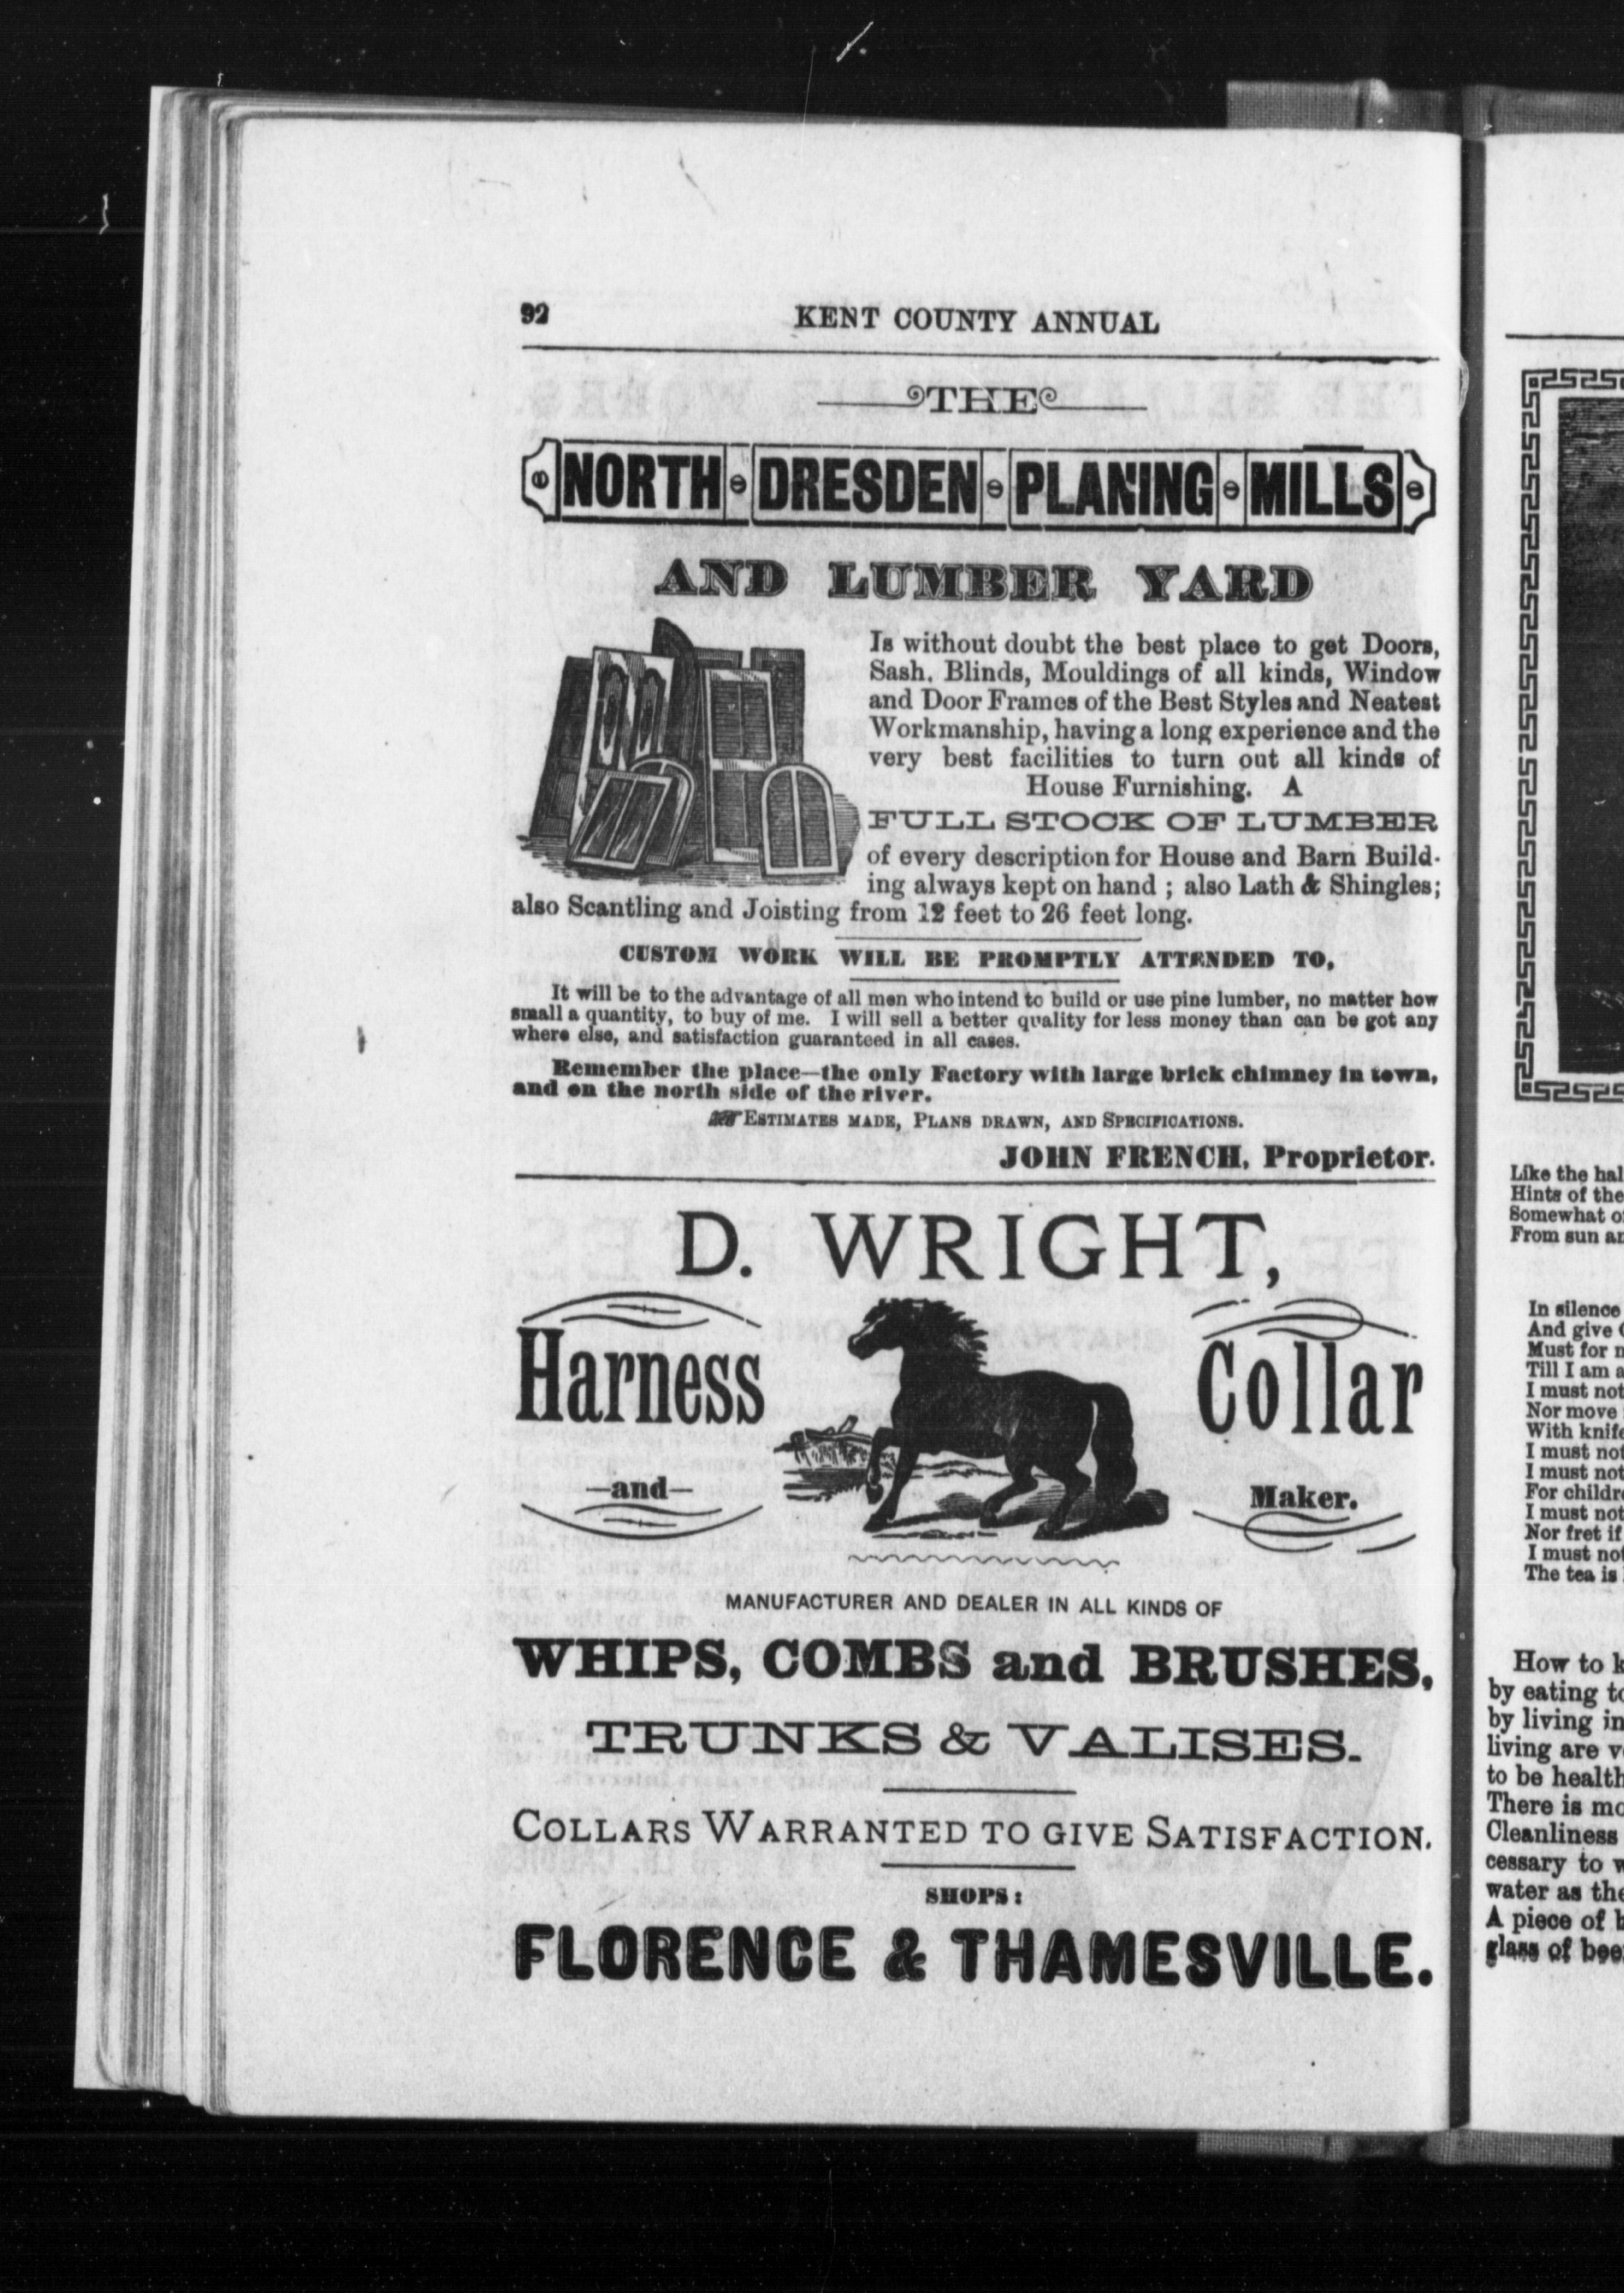 92
KENT COUNTY ANNUAL
THE
NORTH DRESDEN PLANING MILLS
AND LUMBER YARD
Is without doubt the best place to get Doors,
Sash, Blinds, Mouldings of all kinds, Window
and Door Frames of the Best Styles and Neatest
Workmanship, having a long experience and the
very best facilities to turn out all kinds of
House Furnishing. A
FULL STOCK OF LUMBER
of every description for House and Barn Build-
ing always kept on hand ; also Lath & Shingles;
also Scantling and Joisting from 12 feet to 26 feet long.
CUSTOM WORK WILL BE PROMPTLY ATTENDED TO,
It will be to the advantage of all men who intend to build or use pine lumber, no matter how
small a quantity, to buy of me. I will sell a better quality for less money than can be got any
where else, and satisfaction guaranteed in all cases.
Remember the place—the only Factory with large brick chimney in town,
and on the north side of the river.
ESTIMATES MADE, PLANS DRAWN, AND SPECIFICATIONS.
JOHN FRENCH, Proprietor.
D. WRIGHT,
Harness
—and—
Collar
Maker.
MANUFACTURER AND DEALER IN ALL KINDS OF
WHIPS, COMBS and BRUSHES,
TRUNKS & VALISES.
COLLARS WARRANTED TO GIVE SATISFACTION.
SHOPS:
FLORENCE & THAMESVILLE.
Like the
Hints of the
Somewhat
From sun
In silence
And give
Must for
Till I am
I must not
Nor move
With
I must not
I must not
For
I must not
Nor fret if
I must not
The tea is
How to
by eating
by living
living are
to be
There is
Cleanliness
cessary to
water as the
A piece of
glass of